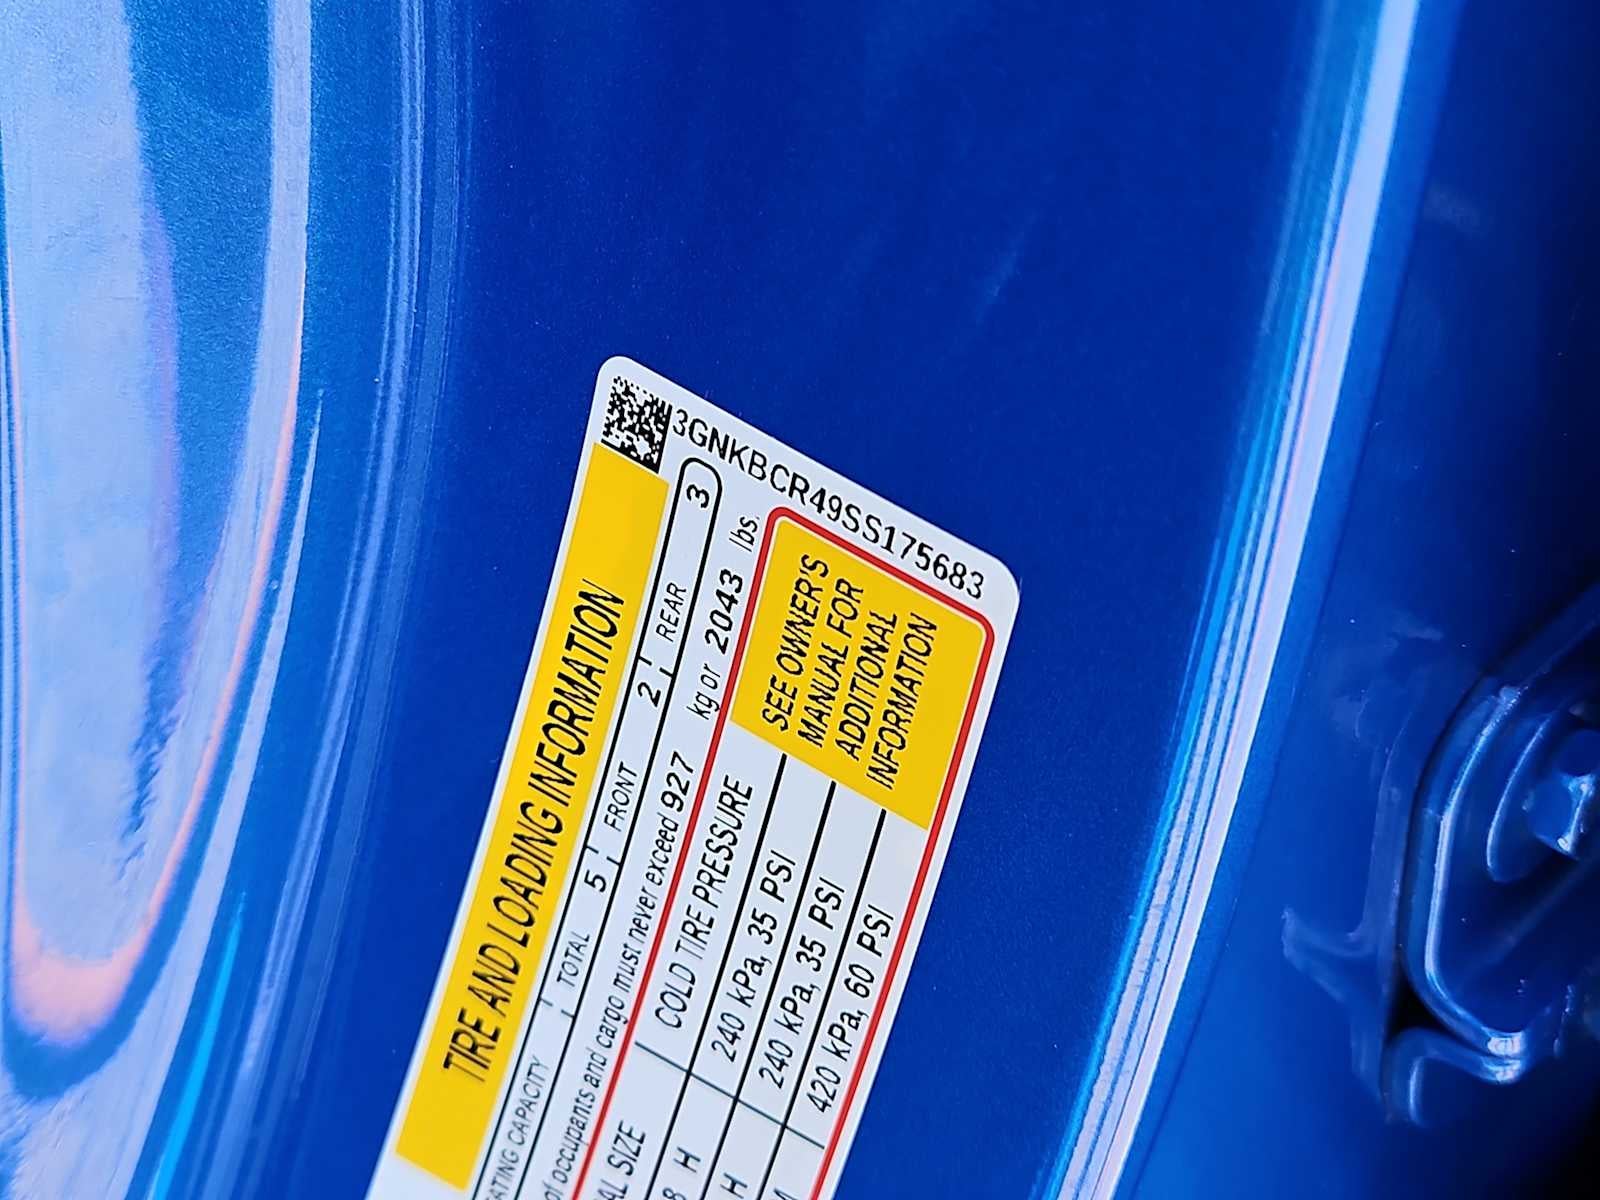 3GNKBCR49SS175683
TIRE AND LOADING INFORMATION
CAPACITY TOTAL 5 FRONT 2 REAR 3
of occupants and cargo must never exceed 927 kg or 2043 lbs.
SIZE COLD TIRE PRESSURE
H 240 kPa, 35 PSI
H 240 kPa, 35 PSI
420 kPa, 60 PSI
SEE OWNER'S
MANUAL FOR
ADDITIONAL
INFORMATION